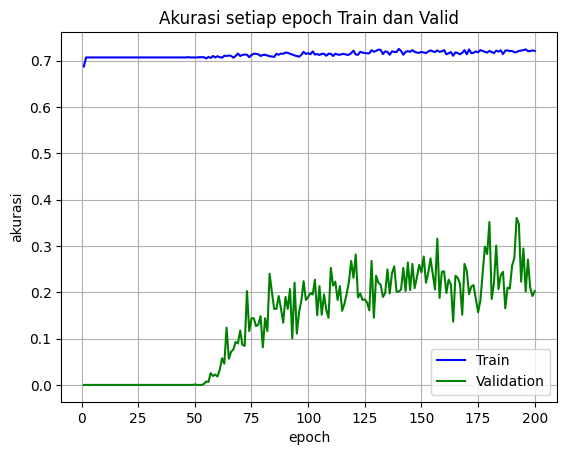 Akurasi setiap epoch Train dan Valid
0.7
0.6
0.5
0.4
0.3
0.2
0.1
0.0
akurasi
0 25 50 75 100 125 150 175 200
epoch
Train
Validation